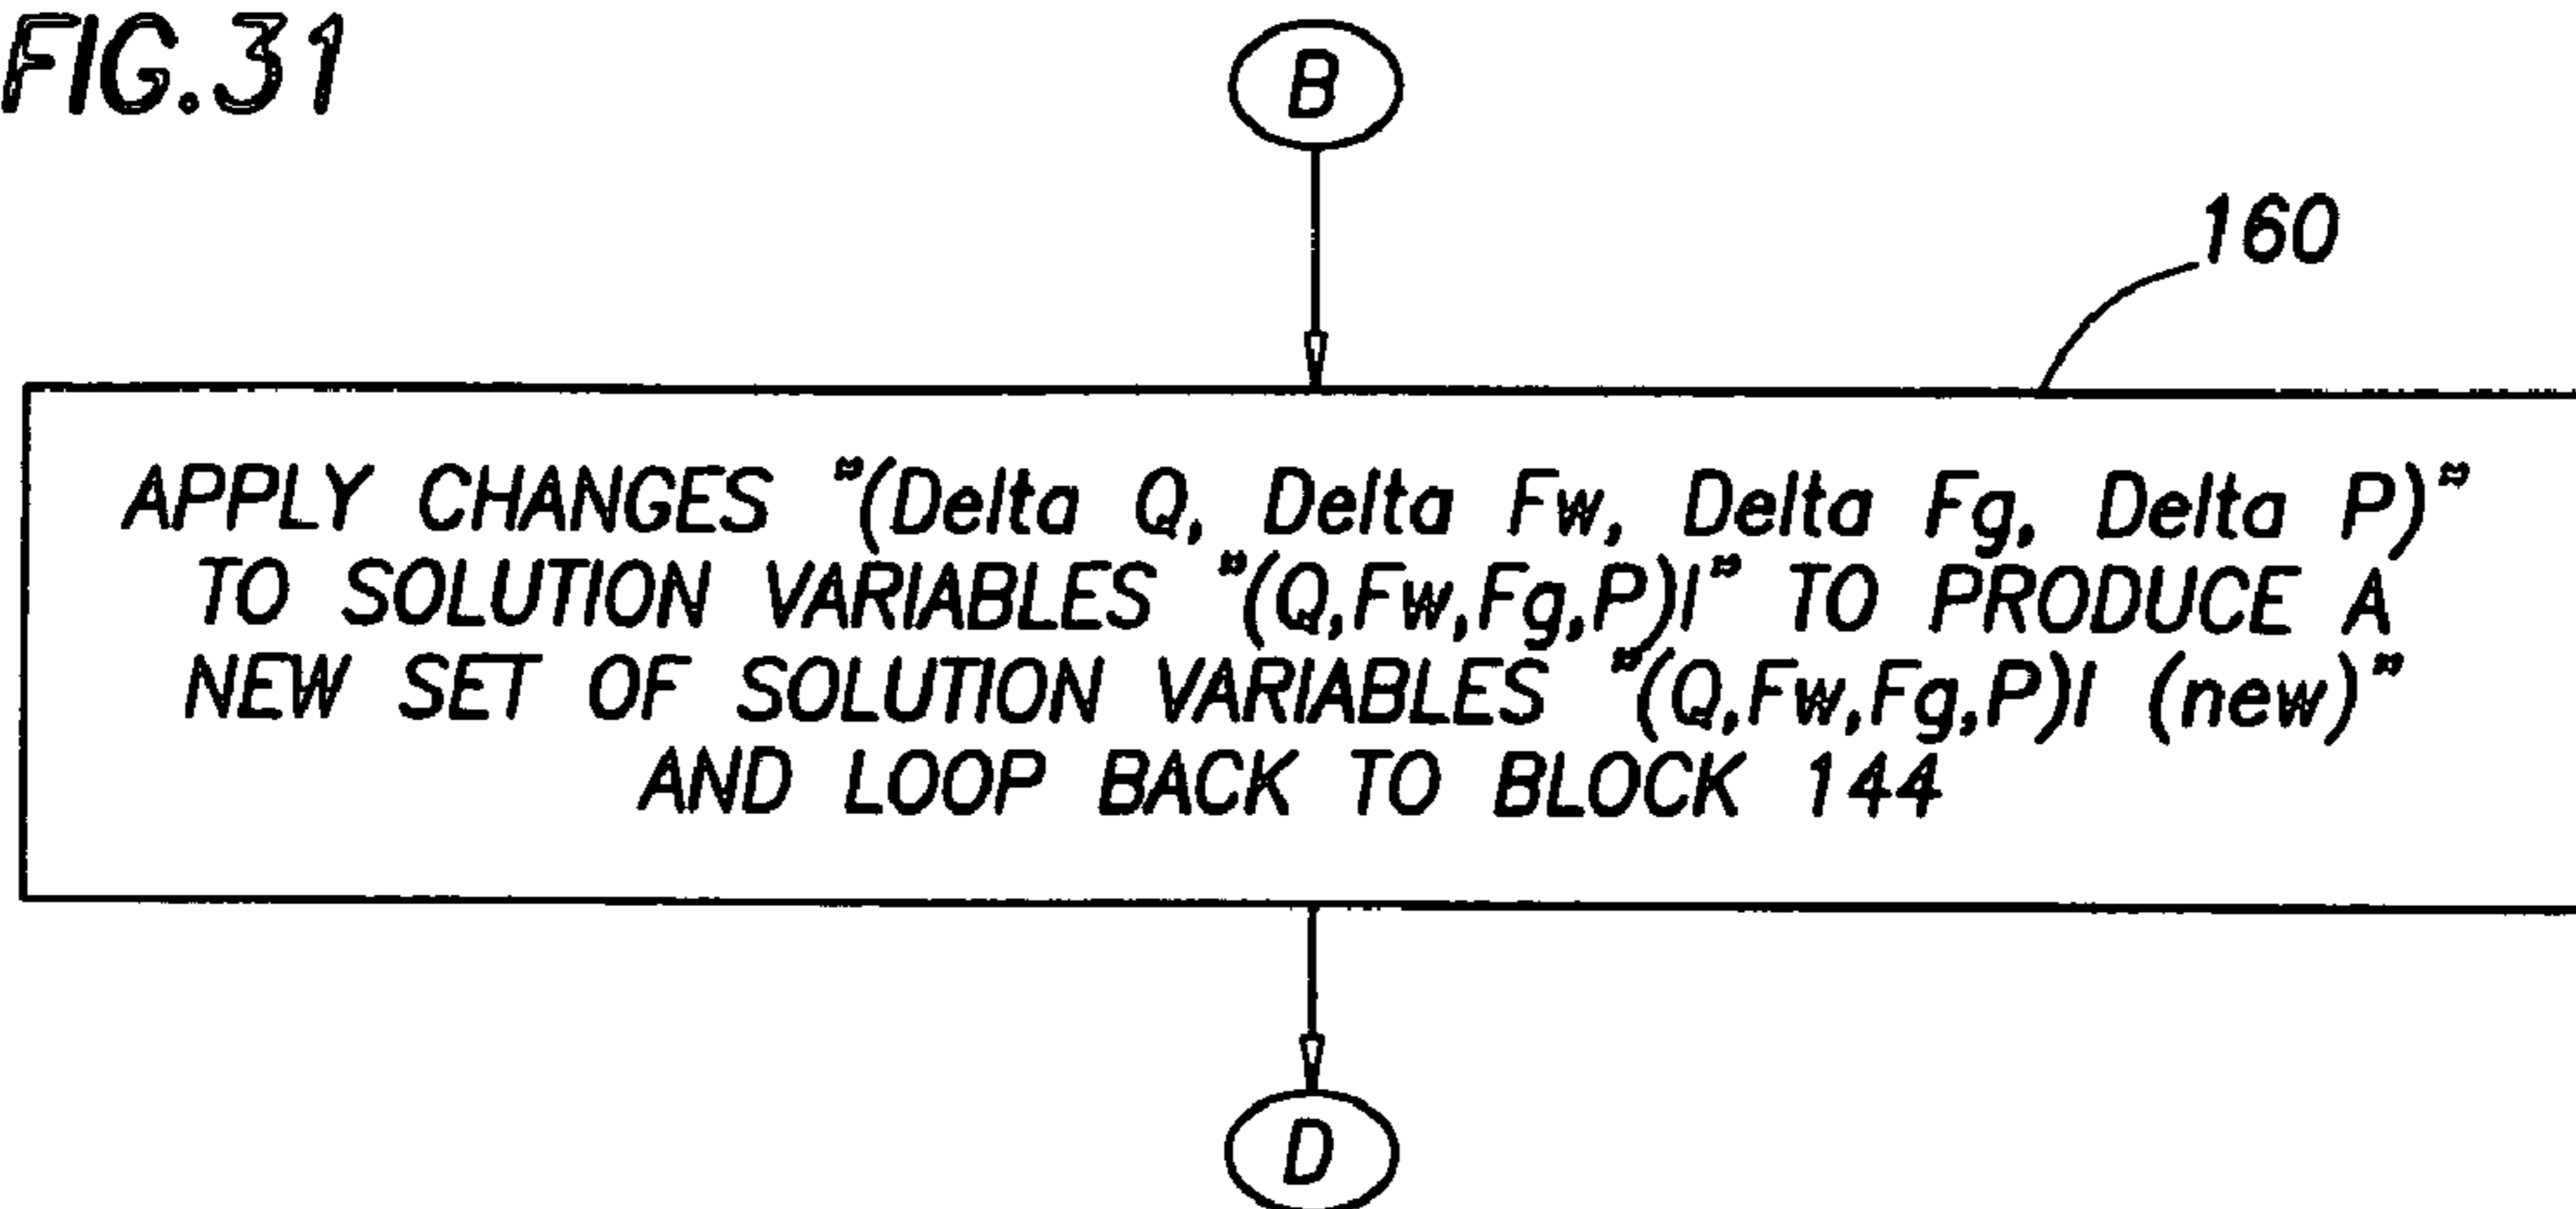 FIG.31
B
160
APPLY CHANGES "(Delta Q, Delta Fw, Delta Fg, Delta P)"
TO SOLUTION VARIABLES "(Q,Fw,Fg,P)I" TO PRODUCE A
NEW SET OF SOLUTION VARIABLES "(Q,Fw,Fg,P)I (new)"
AND LOOP BACK TO BLOCK 144
D